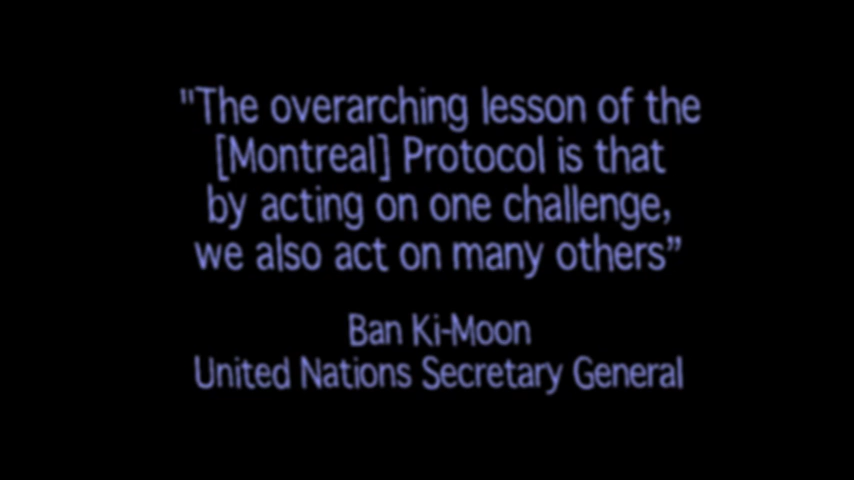 "The overarching lesson of the
[Montreal] Protocol is that
by acting on one challenge,
we also act on many others”
Ban Ki-Moon
United Nations Secretary General